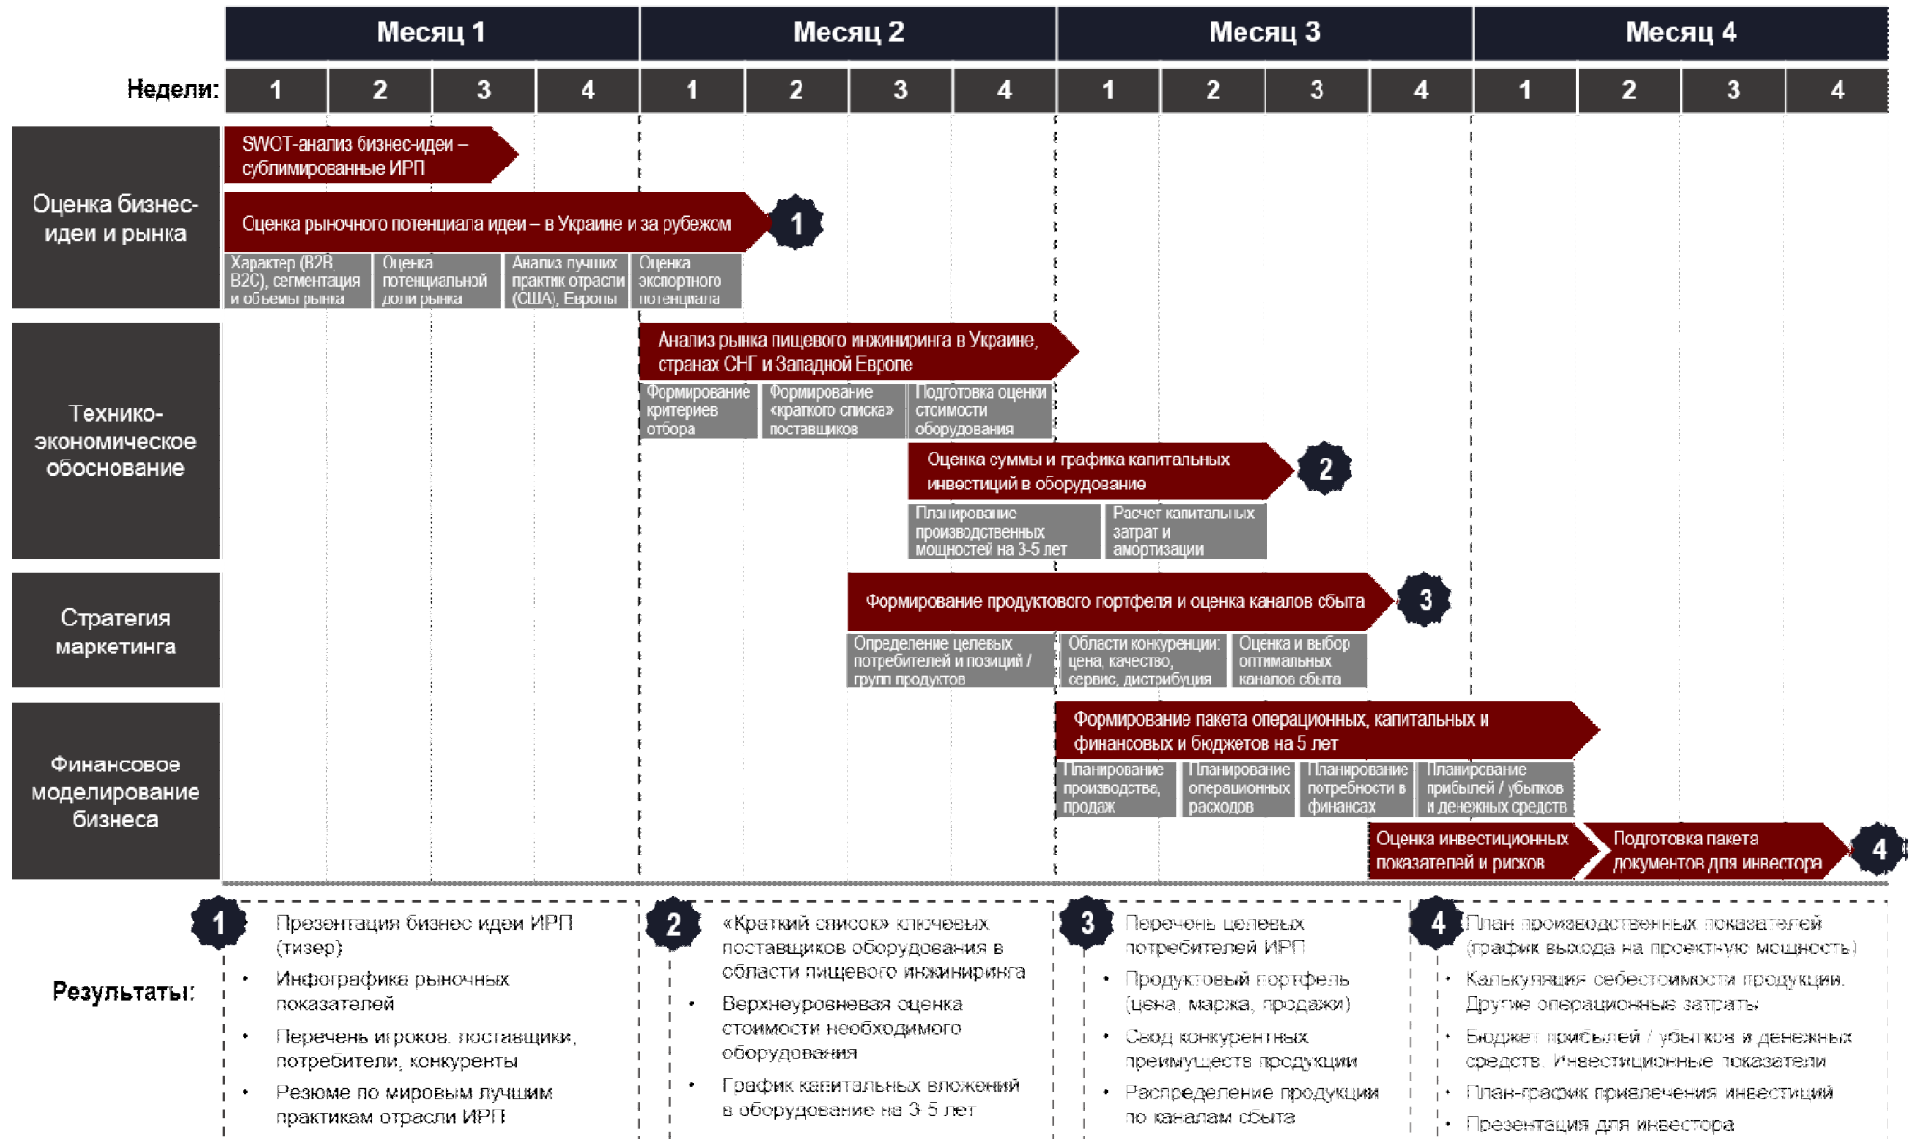 Месяц 1
Месяц 2
Месяц 3
Месяц 4
Недели:
1
2
3
4
1
2
3
4
1
2
3
4
1
2
3
4
Оценка бизнес-
идеи и рынка
SWOT-анализ бизнес-идеи –
сублимированные ИРП
Оценка рыночного потенциала идеи – в Украине и за рубежом
1
Характер (B2B,
B2C), сегментация
и объемы рынка
Оценка
потенциальной
доли рынка
Анализ лучших
практик отрасли
(США), Европы
Оценка
экспортного
потенциала
Технико-
экономическое
обоснование
Анализ рынка пищевого инжиниринга в Украине,
странах СНГ и Западной Европе
Формирование
критериев
отбора
Формирование
«краткого списка»
поставщиков
Подготовка оценки
стоимости
оборудования
Оценка суммы и графика капитальных
инвестиций в оборудование
2
Планирование
производственных
мощностей на 3-5 лет
Расчет капитальных
затрат и
амортизации
Стратегия
маркетинга
Формирование продуктового портфеля и оценка каналов сбыта
3
Определение целевых
потребителей и позиций /
групп продуктов
Области конкуренции:
цена, качество,
сервис, дистрибуция
Оценка и выбор
оптимальных
каналов сбыта
Финансовое
моделирование
бизнеса
Формирование пакета операционных, капитальных и
финансовых и бюджетов на 5 лет
Планирование
производства,
продаж
Планирование
операционных
расходов
Планирование
потребности в
финансах
Планирование
прибылей / убытков
и денежных средств
Оценка инвестиционных
показателей и рисков
Подготовка пакета
документов для инвестора
4
Результаты:
1
Презентация бизнес идеи ИРП
(тизер)
• Инфографика рыночных
показателей
• Перечень игроков: поставщики,
потребители, конкуренты
• Резюме по мировым лучшим
практикам отрасли ИРП
2
«Краткий список» ключевых
поставщиков оборудования в
области пищевого инжиниринга
• Верхнеуровневая оценка
стоимости необходимого
оборудования
• График капитальных вложений
в оборудование на 3-5 лет
3
Перечень целевых
потребителей ИРП
• Продуктовый портфель
(цена, маржа, продажи)
• Свод конкурентных
преимуществ продукции
• Распределение продукции
по каналам сбыта
4
План производственных показателей
(график выхода на проектную мощность)
• Калькуляция себестоимости продукции.
Другие операционные затраты
• Бюджет прибылей / убытков и денежных
средств. Инвестиционные показатели
• План-график привлечения инвестиций
• Презентация для инвестора